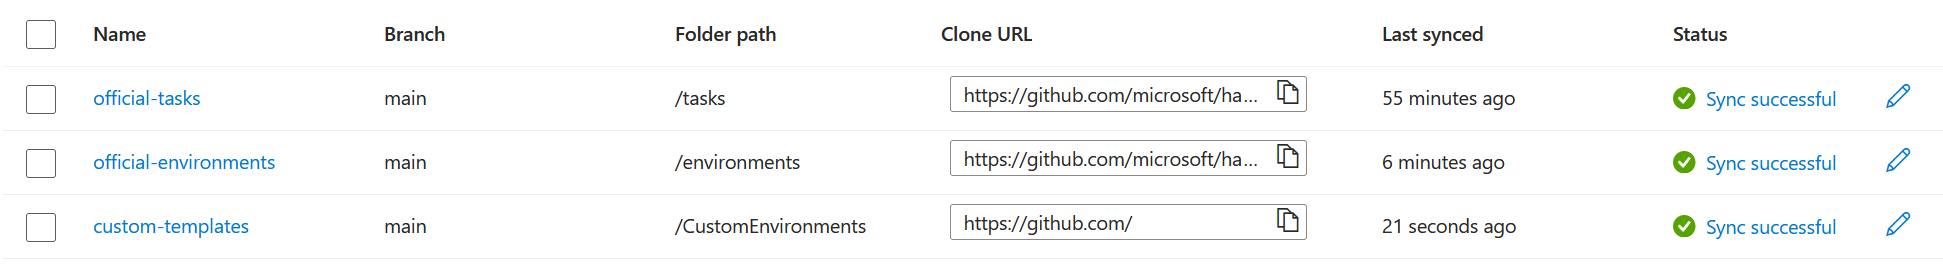 Name Branch Folder path Clone URL Last synced Status
official-tasks main /tasks https://github.com/microsoft/ha... 55 minutes ago Sync successful
official-environments main /environments https://github.com/microsoft/ha... 6 minutes ago Sync successful
custom-templates main /CustomEnvironments https://github.com/ 21 seconds ago Sync successful